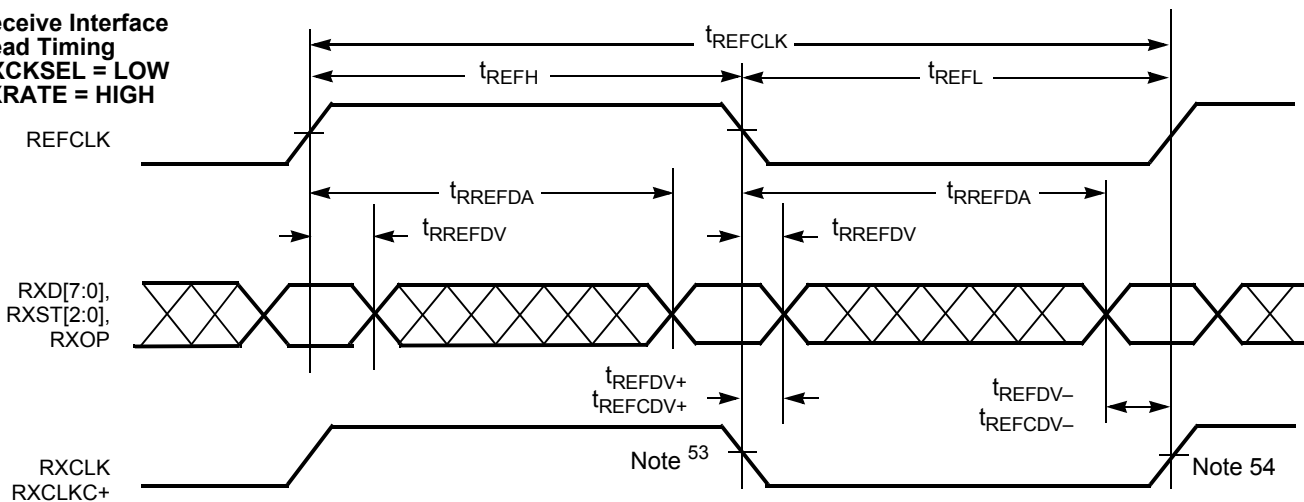 eceive Interface
ead Timing
XCKSEL = LOW
XRATE = HIGH
tREFCLK
tREFH
tREFL
REFCLK
tRREFDA
tRREFDA
tRREFDV
tRREFDV
RXD[7:0],
RXST[2:0],
RXOP
tREFDV+
tREFCDV+
tREFDV–
tREFCDV–
Note 53
Note 54
RXCLK
RXCLKC+